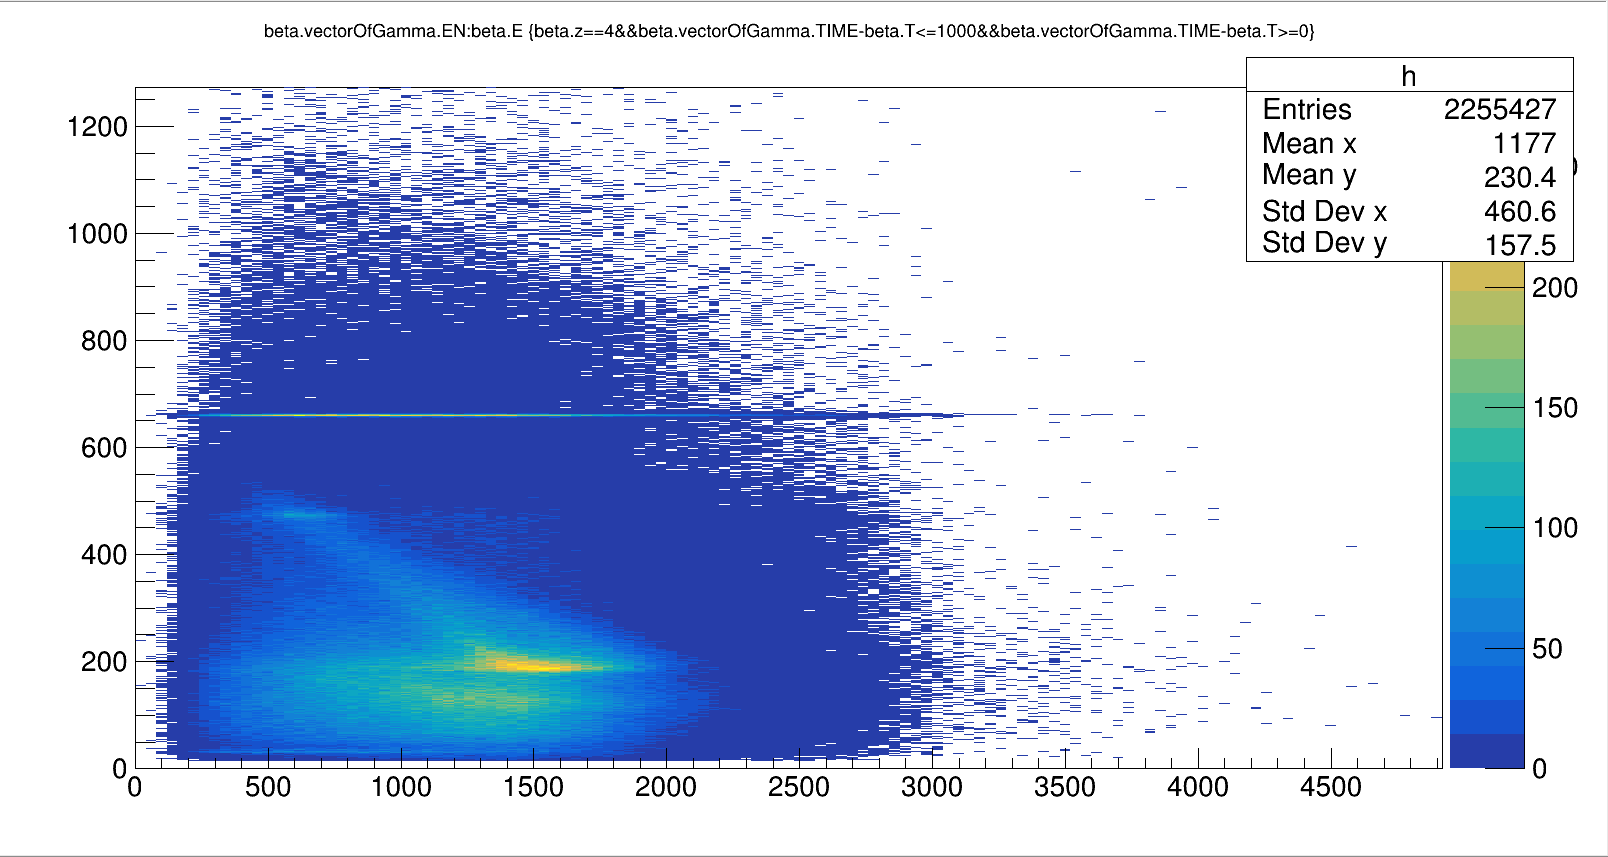 beta.vectorOfGamma.EN:beta.E {beta.z==4&&beta.vectorOfGamma.TIME-beta.T<=1000&&beta.vectorOfGamma.TIME-beta.T>=0}
h
Entries 2255427
Mean x 1177
Mean y 230.4
Std Dev x 460.6
Std Dev y 157.5
1200
1000
800
600
400
200
0
0 500 1000 1500 2000 2500 3000 3500 4000 4500
200
150
100
50
0